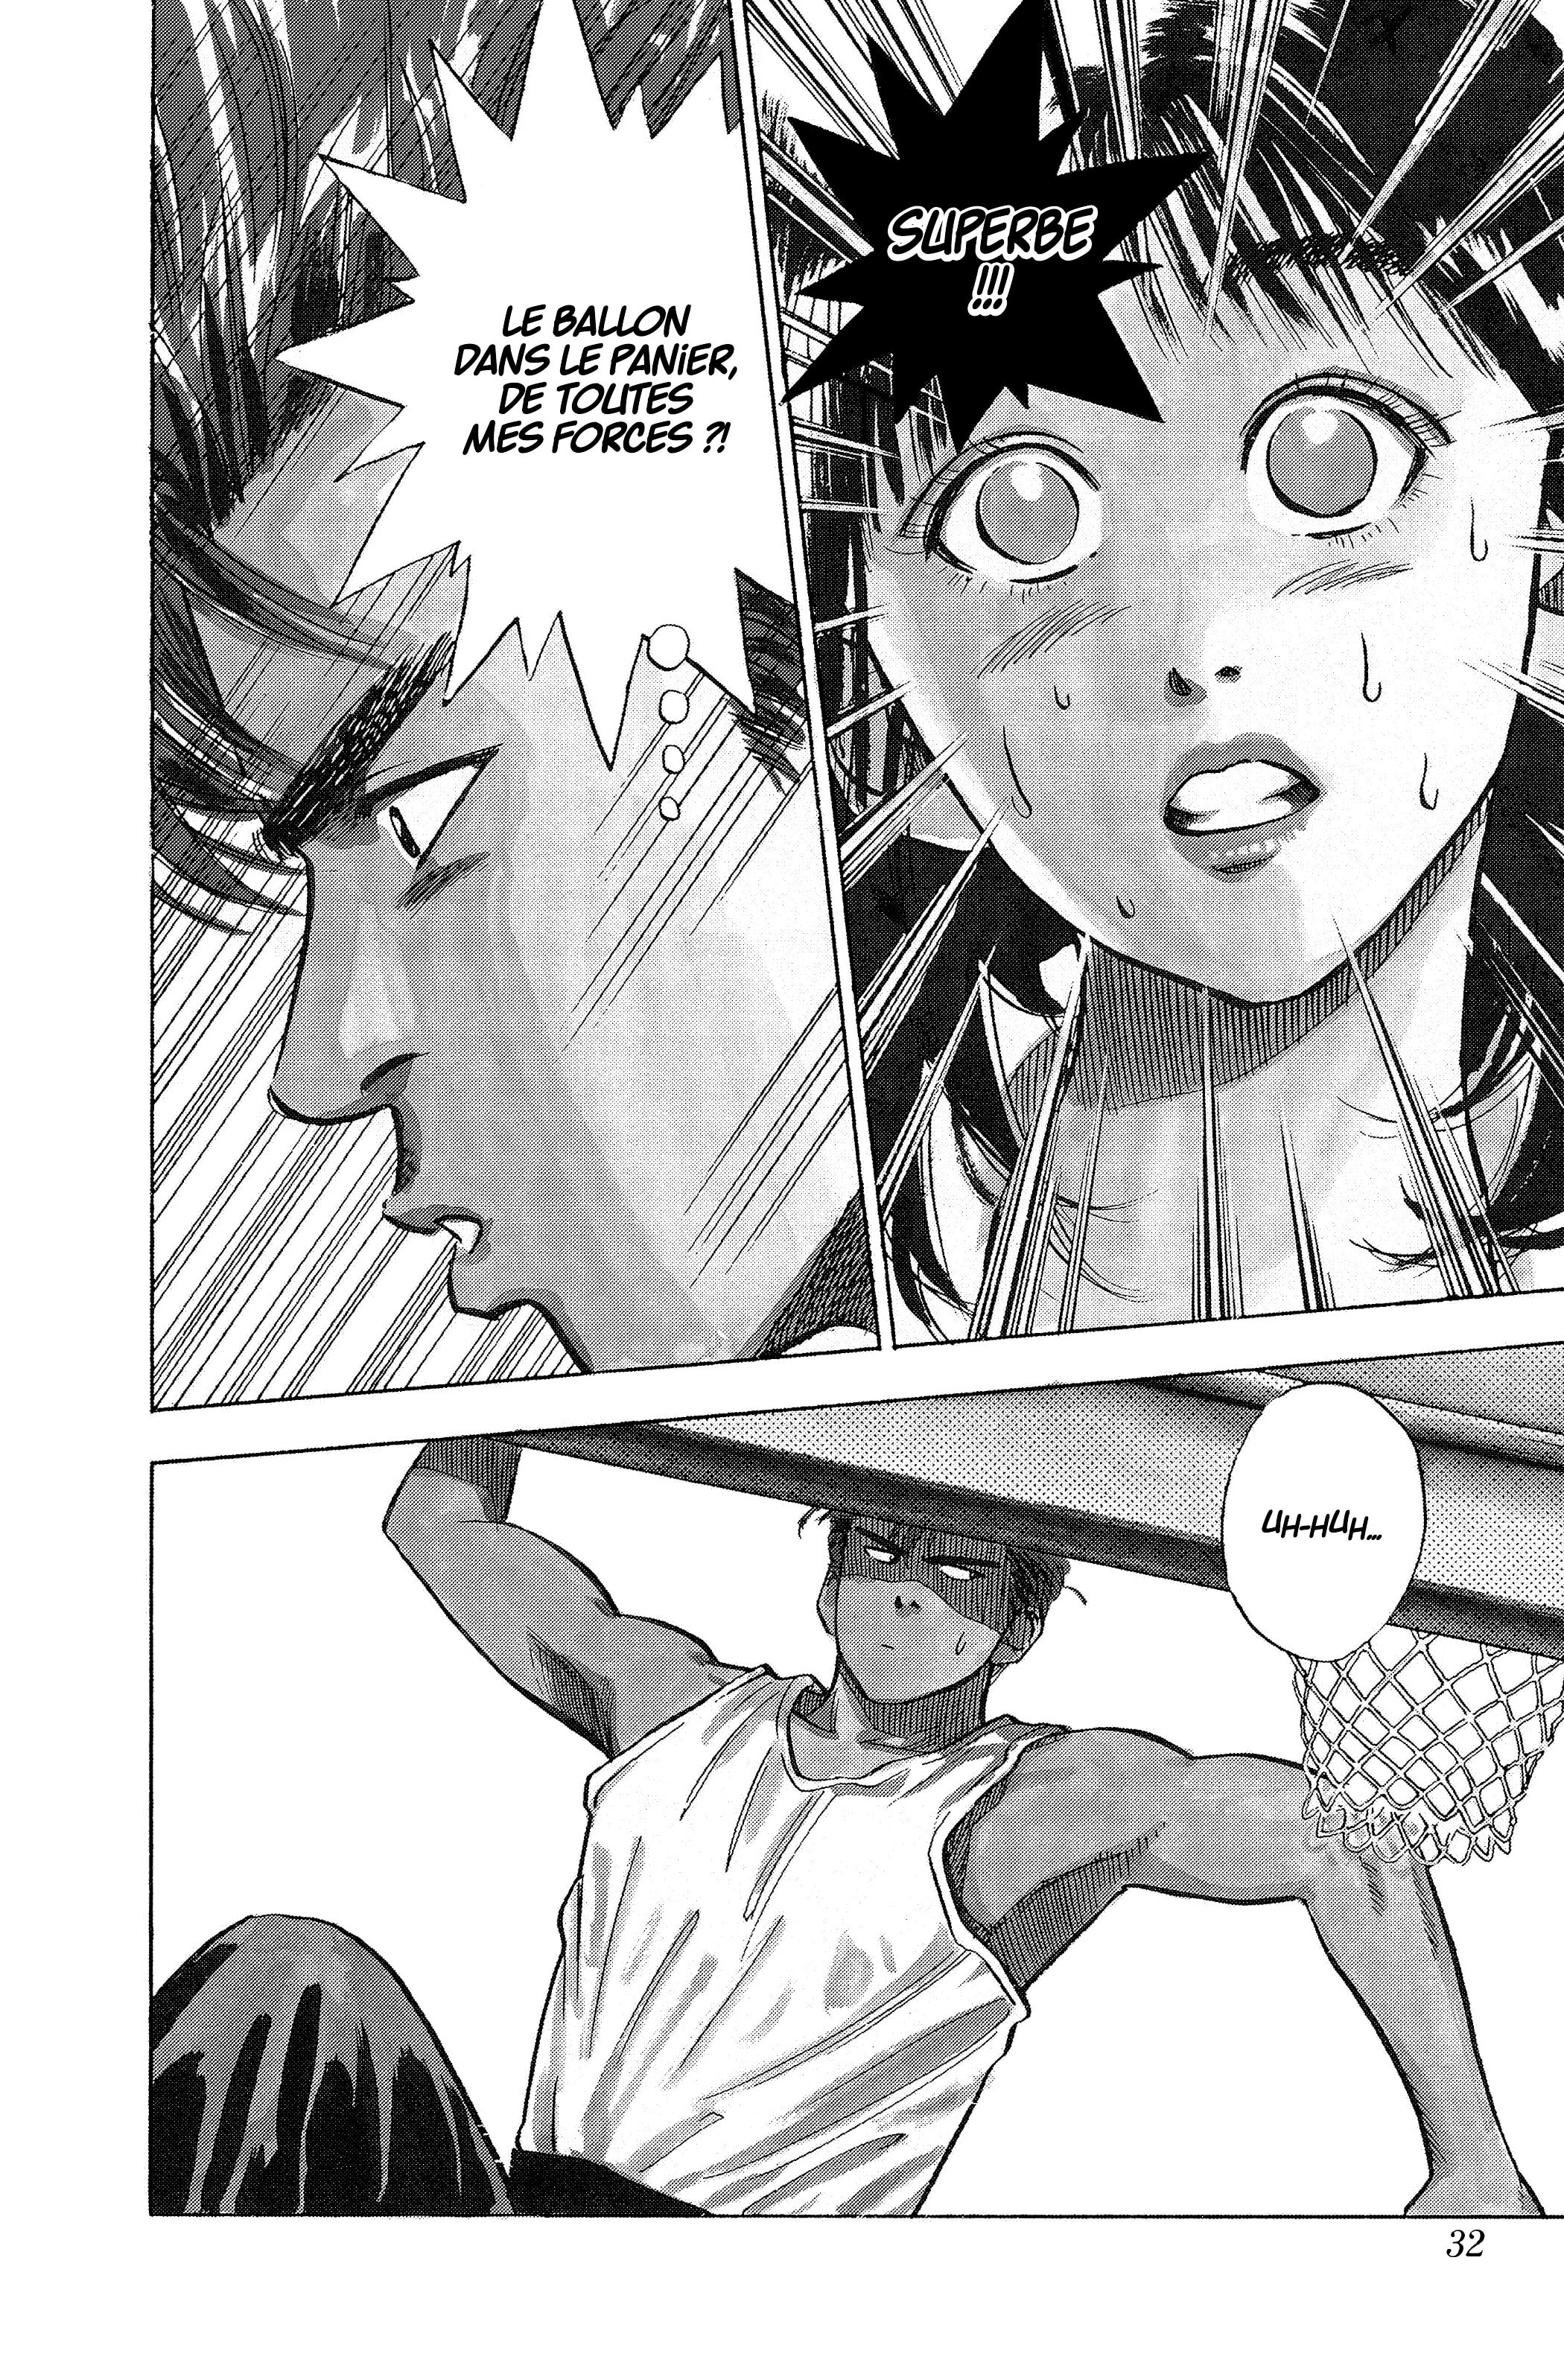 SUPERBE
!!!
LE BALLON
DANS LE PANiER,
DE TOUTES
MES FORCES ?!
UH-HUH...
32